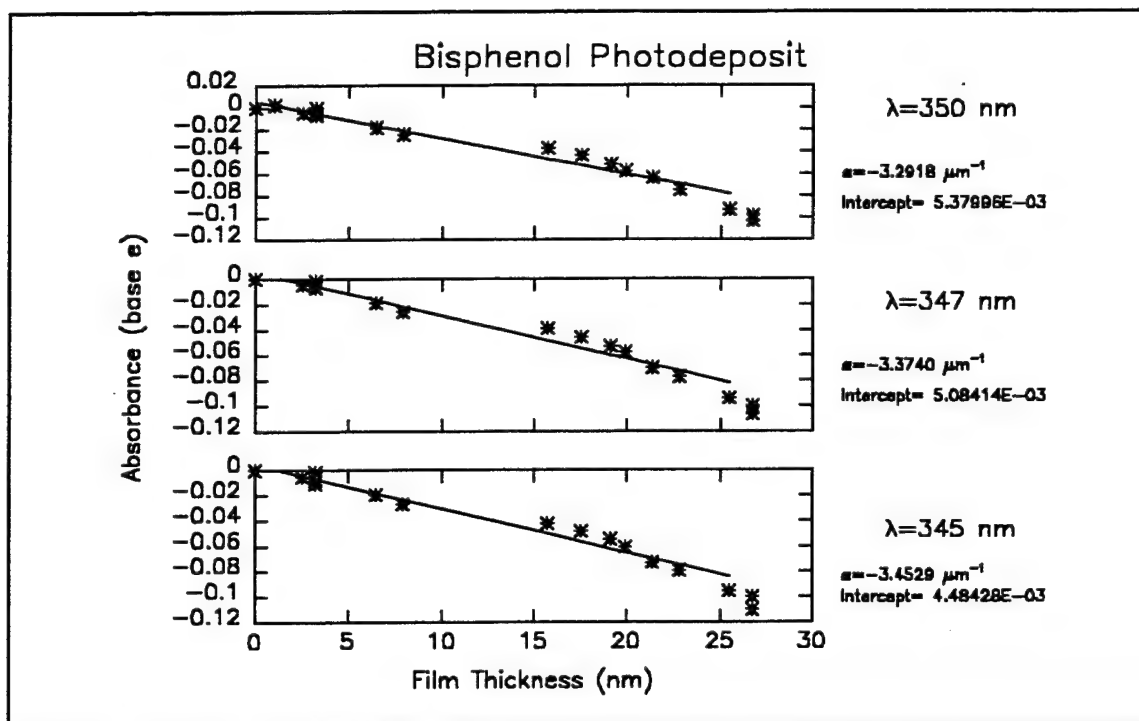 Bisphenol Photodeposit
Absorbance (base e)
0.02
0
−0.02
−0.04
−0.06
−0.08
−0.1
−0.12
λ=350 nm
α=−3.2918 μm⁻¹
Intercept= 5.37996E−03
0
−0.02
−0.04
−0.06
−0.08
−0.1
−0.12
λ=347 nm
α=−3.3740 μm⁻¹
Intercept= 5.08414E−03
0
−0.02
−0.04
−0.06
−0.08
−0.1
−0.12
λ=345 nm
α=−3.4529 μm⁻¹
Intercept= 4.48428E−03
0 5 10 15 20 25 30
Film Thickness (nm)